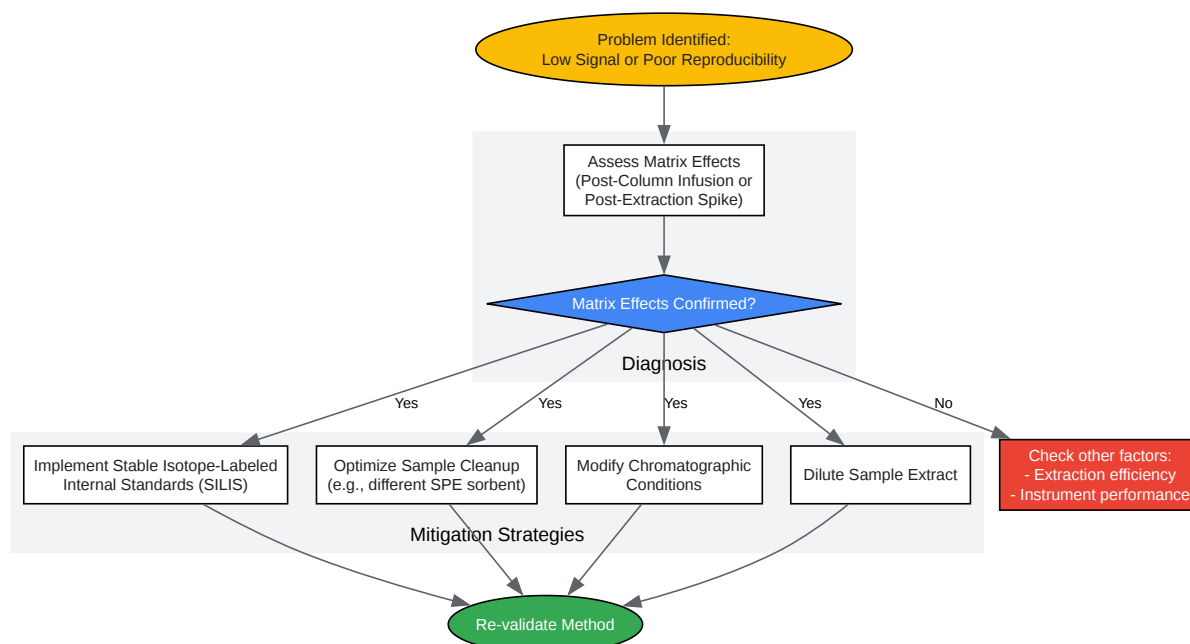 Problem Identified:
Low Signal or Poor Reproducibility
Assess Matrix Effects
(Post-Column Infusion or
Post-Extraction Spike)
Matrix Effects Confirmed?
Diagnosis
Yes
Yes
Yes
Yes
No
Implement Stable Isotope-Labeled
Internal Standards (SILIS)
Optimize Sample Cleanup
(e.g., different SPE sorbent)
Modify Chromatographic
Conditions
Dilute Sample Extract
Check other factors:
- Extraction efficiency
- Instrument performance
Mitigation Strategies
Re-validate Method